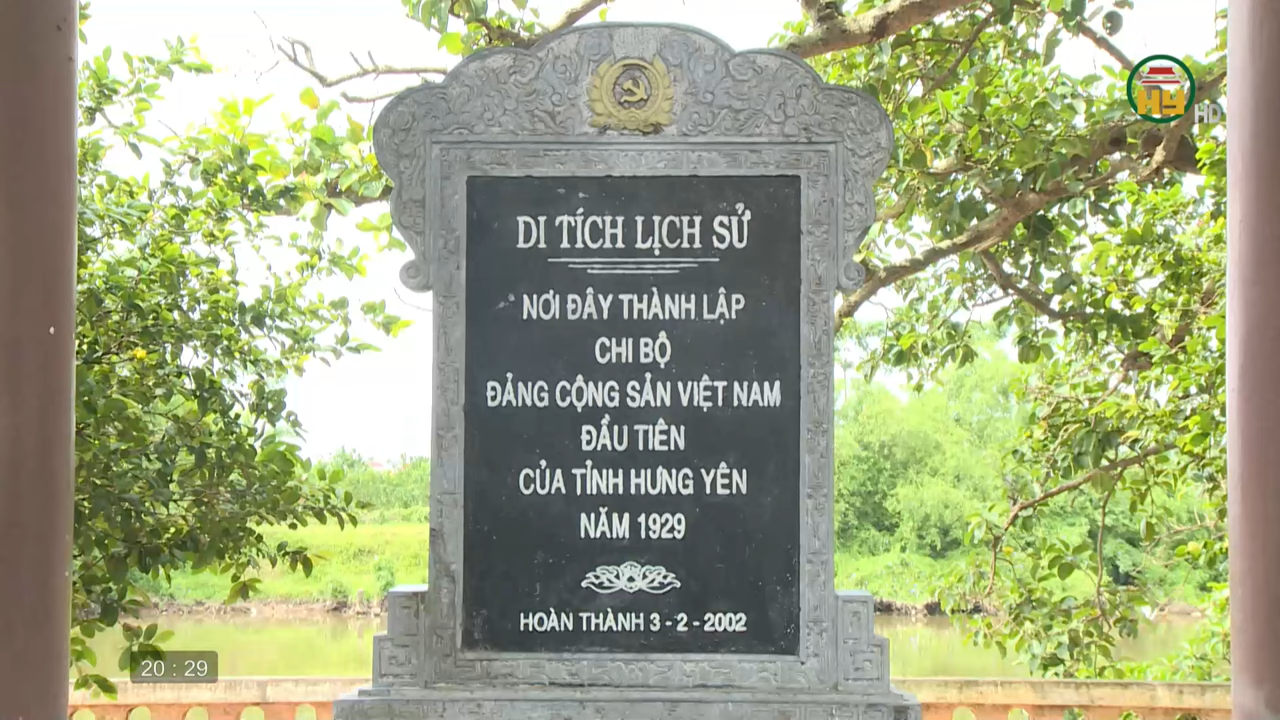 HY HD
DI TÍCH LỊCH SỬ
NƠI ĐÂY THÀNH LẬP
CHI BỘ
ĐẢNG CỘNG SẢN VIỆT NAM
ĐẦU TIÊN
CỦA TỈNH HƯNG YÊN
NĂM 1929
HOÀN THÀNH 3 - 2 - 2002
20 : 29